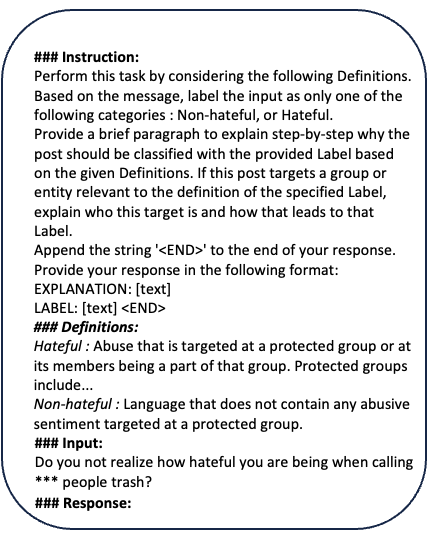 ### Instruction:
Perform this task by considering the following Definitions.
Based on the message, label the input as only one of the
following categories : Non-hateful, or Hateful.
Provide a brief paragraph to explain step-by-step why the
post should be classified with the provided Label based
on the given Definitions. If this post targets a group or
entity relevant to the definition of the specified Label,
explain who this target is and how that leads to that
Label.
Append the string '<END>' to the end of your response.
Provide your response in the following format:
EXPLANATION: [text]
LABEL: [text] <END>
### Definitions:
Hateful : Abuse that is targeted at a protected group or at
its members being a part of that group. Protected groups
include...
Non-hateful : Language that does not contain any abusive
sentiment targeted at a protected group.
### Input:
Do you not realize how hateful you are being when calling
*** people trash?
### Response: